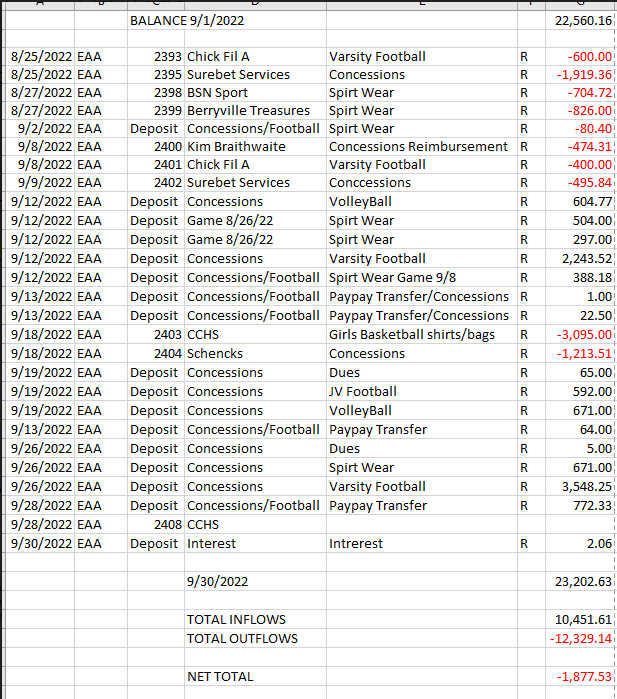 BALANCE 9/1/2022 22,560.16
8/25/2022 EAA 2393 Chick Fil A Varsity Football R -600.00
8/25/2022 EAA 2395 Surebet Services Concessions R -1,919.36
8/27/2022 EAA 2398 BSN Sport Spirt Wear R -704.72
8/27/2022 EAA 2399 Berryville Treasures Spirt Wear R -826.00
9/2/2022 EAA Deposit Concessions/Football Spirt Wear R -80.40
9/8/2022 EAA 2400 Kim Braithwaite Concessions Reimbursement R -474.31
9/8/2022 EAA 2401 Chick Fil A Varsity Football R -400.00
9/9/2022 EAA 2402 Surebet Services Conccessions R -495.84
9/12/2022 EAA Deposit Concessions VolleyBall R 604.77
9/12/2022 EAA Deposit Game 8/26/22 Spirt Wear R 504.00
9/12/2022 EAA Deposit Game 8/26/22 Spirt Wear R 297.00
9/12/2022 EAA Deposit Concessions Varsity Football R 2,243.52
9/12/2022 EAA Deposit Concessions/Football Spirt Wear Game 9/8 R 388.18
9/13/2022 EAA Deposit Concessions/Football Paypay Transfer/Concessions R 1.00
9/13/2022 EAA Deposit Concessions/Football Paypay Transfer/Concessions R 22.50
9/18/2022 EAA 2403 CCHS Girls Basketball shirts/bags R -3,095.00
9/18/2022 EAA 2404 Schencks Concessions R -1,213.51
9/19/2022 EAA Deposit Concessions Dues R 65.00
9/19/2022 EAA Deposit Concessions JV Football R 592.00
9/19/2022 EAA Deposit Concessions VolleyBall R 671.00
9/13/2022 EAA Deposit Concessions/Football Paypay Transfer R 64.00
9/26/2022 EAA Deposit Concessions Dues R 5.00
9/26/2022 EAA Deposit Concessions Spirt Wear R 671.00
9/26/2022 EAA Deposit Concessions Varsity Football R 3,548.25
9/28/2022 EAA Deposit Concessions/Football Paypay Transfer R 772.33
9/28/2022 EAA 2408 CCHS
9/30/2022 EAA Deposit Interest Intrerest R 2.06
9/30/2022 23,202.63
TOTAL INFLOWS 10,451.61
TOTAL OUTFLOWS -12,329.14
NET TOTAL -1,877.53